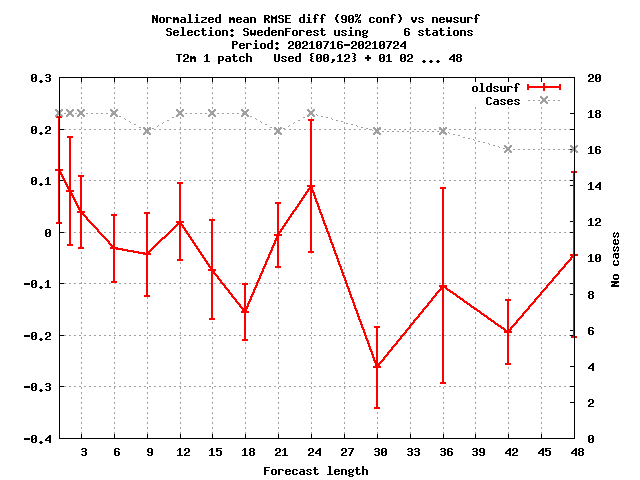 Normalized mean RMSE diff (90% conf) vs newsurf
Selection: SwedenForest using     6 stations
Period: 20210716-20210724
T2m 1 patch   Used {00,12} + 01 02 ... 48
oldsurf
Cases
0.3
0.2
0.1
0
-0.1
-0.2
-0.3
-0.4
20
18
16
14
12
10
8
6
4
2
0
No cases
3 6 9 12 15 18 21 24 27 30 33 36 39 42 45 48
Forecast length